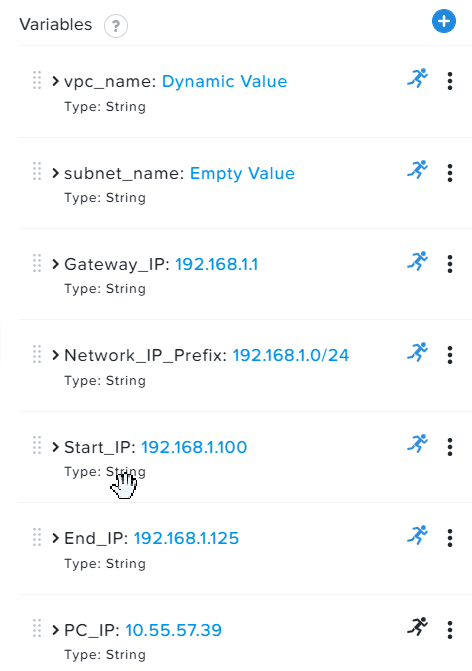 Variables ?
vpc_name: Dynamic Value
Type: String
subnet_name: Empty Value
Type: String
Gateway_IP: 192.168.1.1
Type: String
Network_IP_Prefix: 192.168.1.0/24
Type: String
Start_IP: 192.168.1.100
Type: String
End_IP: 192.168.1.125
Type: String
PC_IP: 10.55.57.39
Type: String